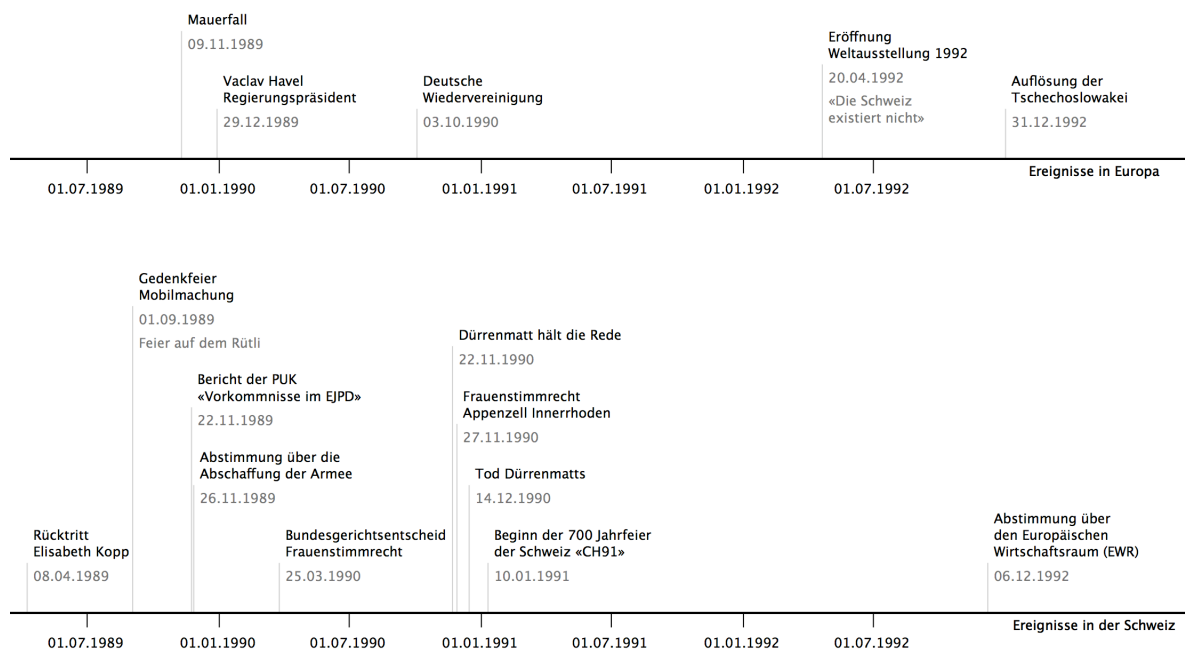 Mauerfall
09.11.1989
Vaclav Havel
Regierungspräsident
29.12.1989
Deutsche
Wiedervereinigung
03.10.1990
Eröffnung
Weltausstellung 1992
20.04.1992
«Die Schweiz
existiert nicht»
Auflösung der
Tschechoslowakei
31.12.1992
Ereignisse in Europa
01.07.1989
01.01.1990
01.07.1990
01.01.1991
01.07.1991
01.01.1992
01.07.1992
Gedenkfeier
Mobilmachung
01.09.1989
Feier auf dem Rütli
Dürrenmatt hält die Rede
22.11.1990
Bericht der PUK
«Vorkommnisse im EJPD»
22.11.1989
Frauenstimmrecht
Appenzell Innerrhoden
27.11.1990
Abstimmung über die
Abschaffung der Armee
26.11.1989
Tod Dürrenmatts
14.12.1990
Rücktritt
Elisabeth Kopp
08.04.1989
Bundesgerichtsentscheid
Frauenstimmrecht
25.03.1990
Beginn der 700 Jahrfeier
der Schweiz «CH91»
10.01.1991
Abstimmung über
den Europäischen
Wirtschaftsraum (EWR)
06.12.1992
Ereignisse in der Schweiz
01.07.1989
01.01.1990
01.07.1990
01.01.1991
01.07.1991
01.01.1992
01.07.1992